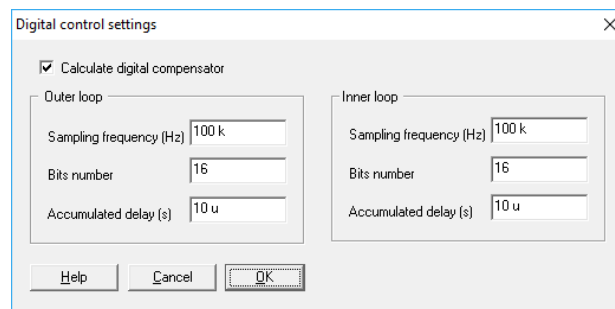 Digital control settings
Calculate digital compensator
Outer loop
Sampling frequency (Hz) 100 k
Bits number 16
Accumulated delay (s) 10 u
Inner loop
Sampling frequency (Hz) 100 k
Bits number 16
Accumulated delay (s) 10 u
Help Cancel OK